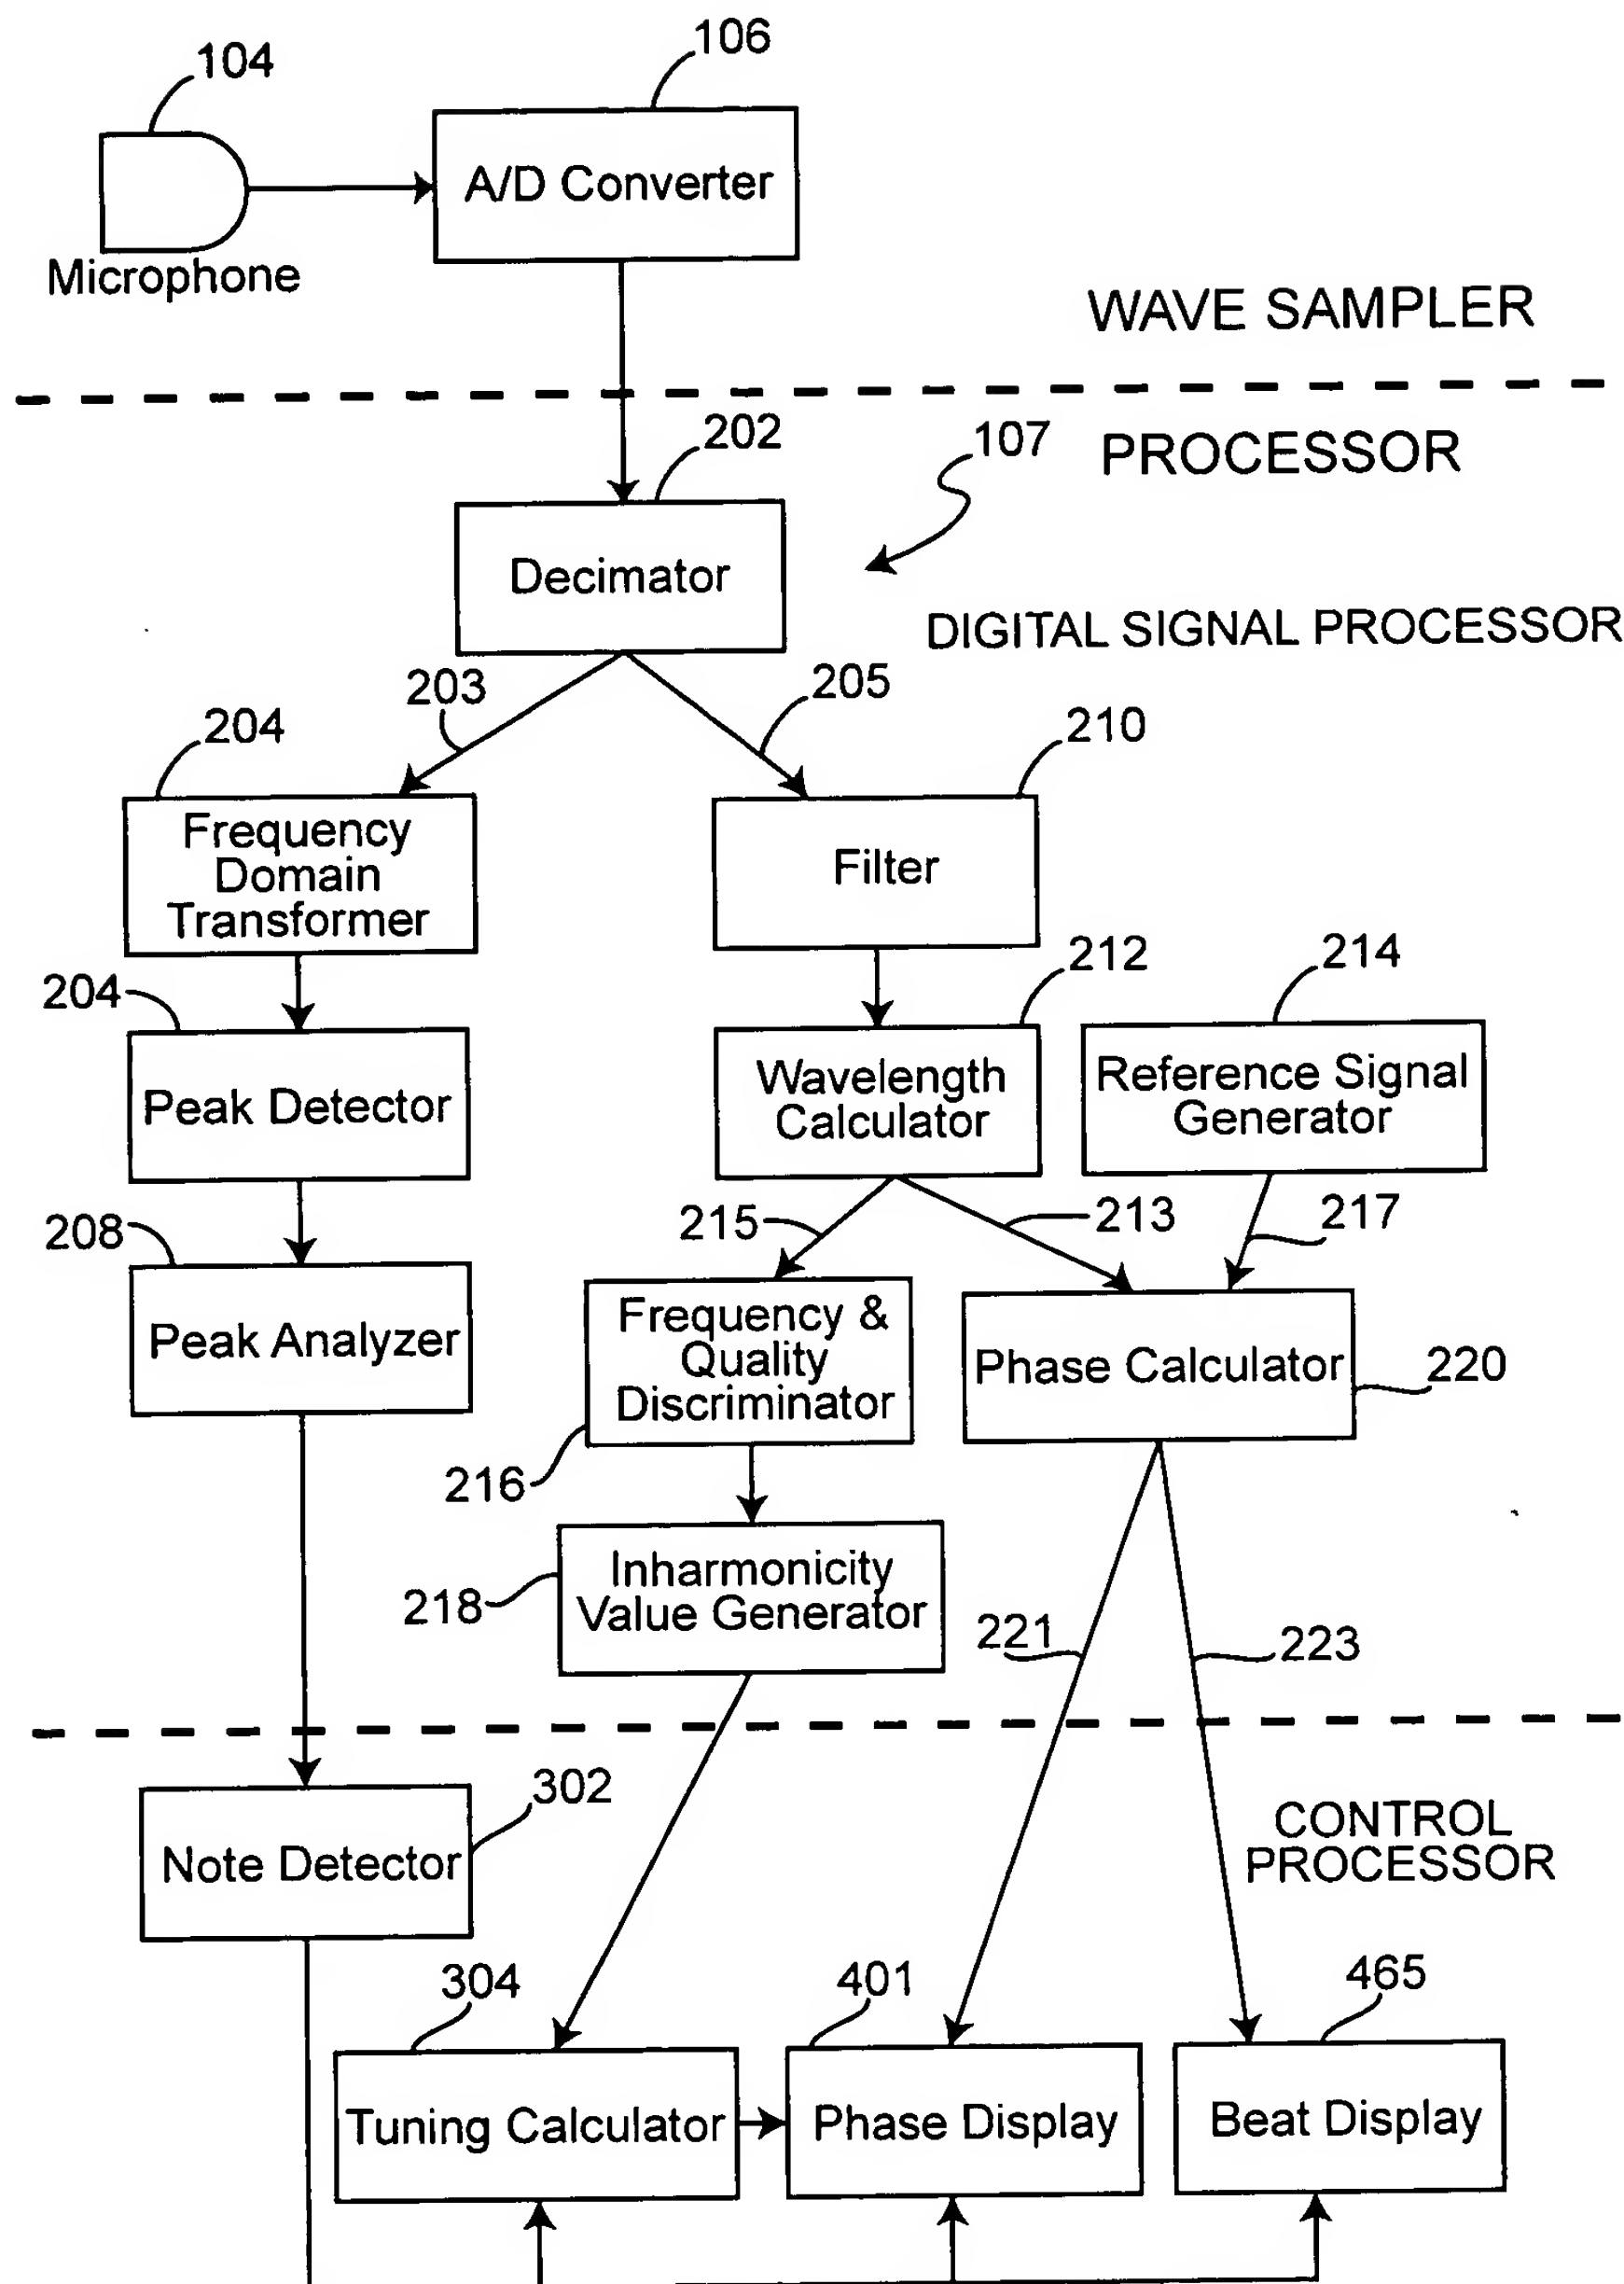 104
106
A/D Converter
Microphone
WAVE SAMPLER
202
107
PROCESSOR
Decimator
DIGITAL SIGNAL PROCESSOR
203
205
204
210
Frequency
Domain
Transformer
Filter
204
212
214
Peak Detector
Wavelength
Calculator
Reference Signal
Generator
208
215
213
217
Peak Analyzer
Frequency &
Quality
Discriminator
Phase Calculator
220
216
Inharmonicity
Value Generator
218
221
223
302
Note Detector
CONTROL
PROCESSOR
304
401
465
Tuning Calculator
Phase Display
Beat Display